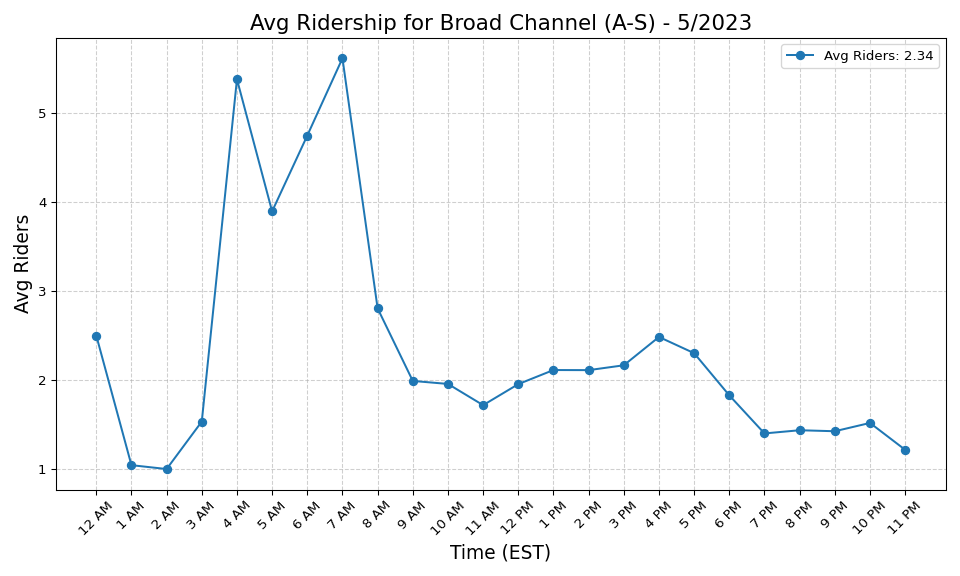 Avg Ridership for Broad Channel (A-S) - 5/2023
Avg Riders: 2.34
Avg Riders
5
4
3
2
1
12 AM
1 AM
2 AM
3 AM
4 AM
5 AM
6 AM
7 AM
8 AM
9 AM
10 AM
11 AM
12 PM
1 PM
2 PM
3 PM
4 PM
5 PM
6 PM
7 PM
8 PM
9 PM
10 PM
11 PM
Time (EST)